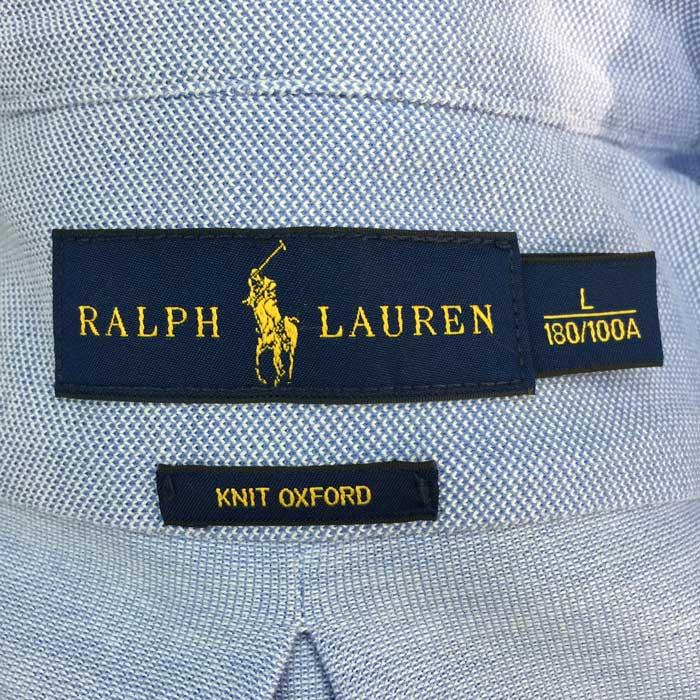 RALPH LAUREN
L
180/100A
KNIT OXFORD